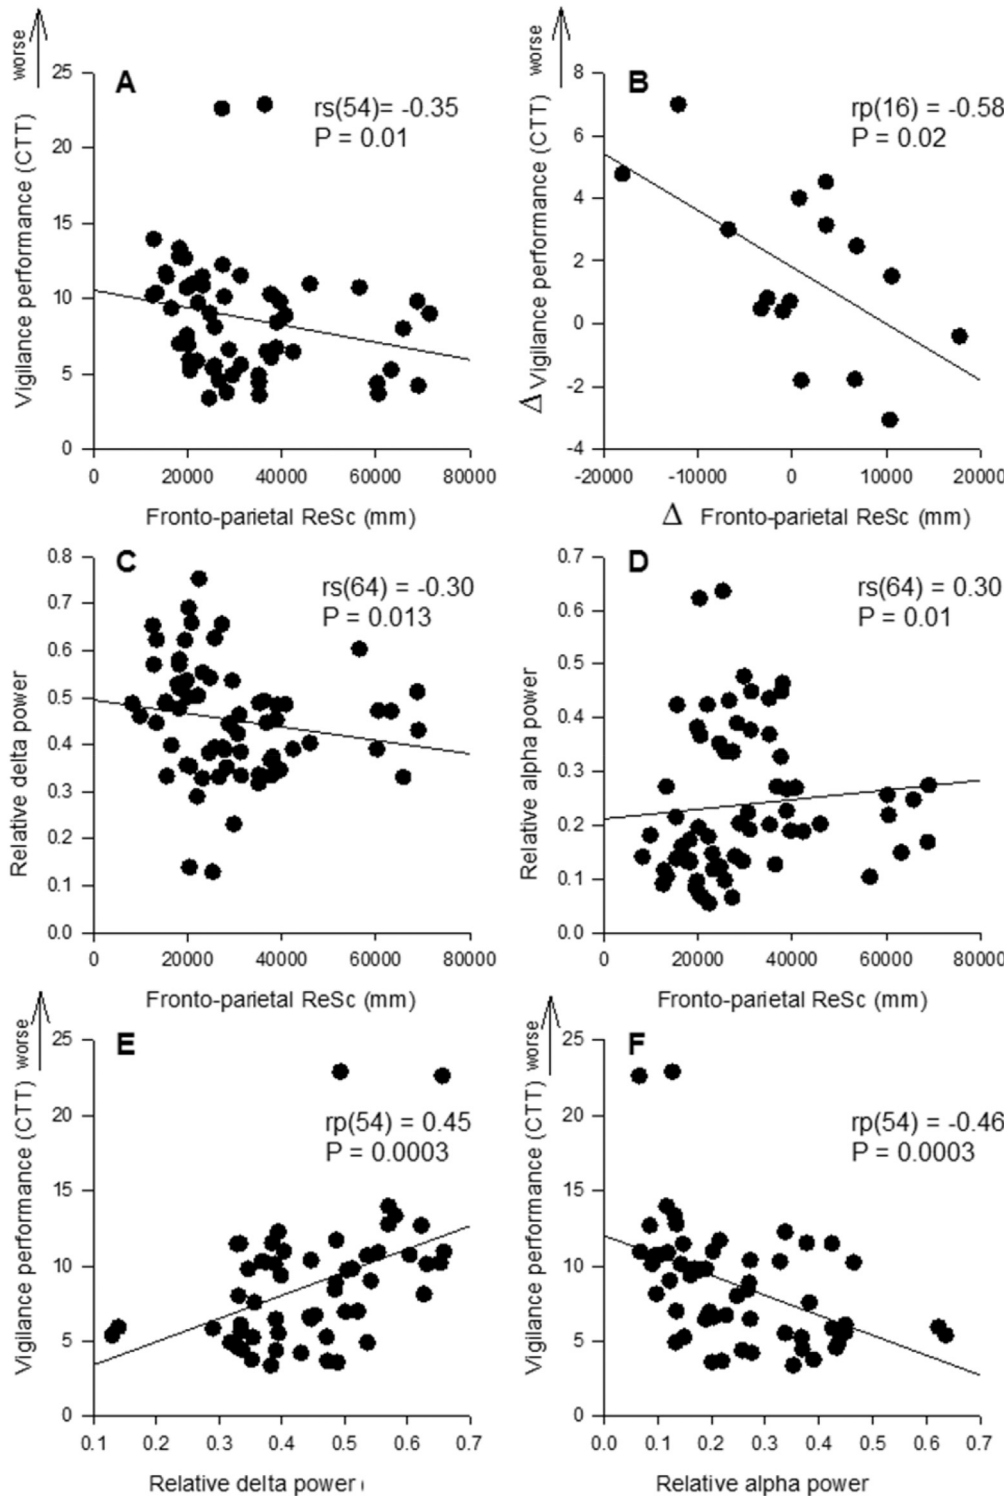 worse
A
rs(54)= -0.35
P = 0.01
Vigilance performance (CTT)
25
20
15
10
5
0
0 20000 40000 60000 80000
Fronto-parietal ReSc (mm)
worse
B
rp(16) = -0.58
P = 0.02
Δ Vigilance performance (CTT)
8
6
4
2
0
-2
-4
-20000 -10000 0 10000 20000
Δ Fronto-parietal ReSc (mm)
C
rs(64) = -0.30
P = 0.013
Relative delta power
0.8
0.7
0.6
0.5
0.4
0.3
0.2
0.1
0.0
0 20000 40000 60000 80000
Fronto-parietal ReSc (mm)
D
rs(64) = 0.30
P = 0.01
Relative alpha power
0.7
0.6
0.5
0.4
0.3
0.2
0.1
0.0
0 20000 40000 60000 80000
Fronto-parietal ReSc (mm)
worse
E
rp(54) = 0.45
P = 0.0003
Vigilance performance (CTT)
25
20
15
10
5
0
0.1 0.2 0.3 0.4 0.5 0.6 0.7
Relative delta power
worse
F
rp(54) = -0.46
P = 0.0003
Vigilance performance (CTT)
25
20
15
10
5
0
0.0 0.1 0.2 0.3 0.4 0.5 0.6 0.7
Relative alpha power